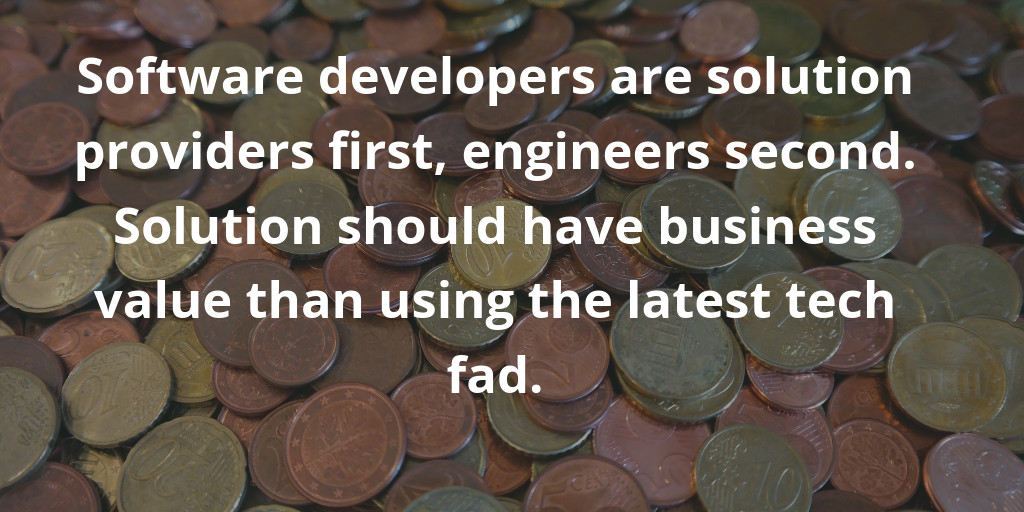 Software developers are solution
providers first, engineers second.
Solution should have business
value than using the latest tech
fad.